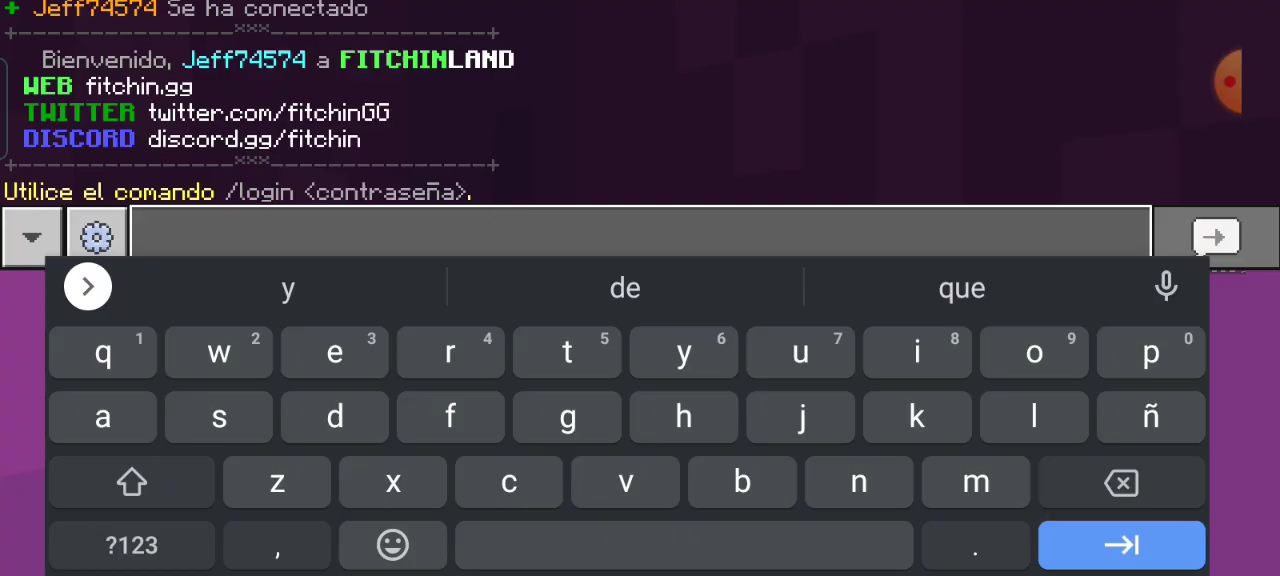 + Jeff74574 Se ha conectado
+----------------×××----------------+
Bienvenido, Jeff74574 a FITCHINLAND
WEB fitchin.gg
TWITTER twitter.com/fitchinGG
DISCORD discord.gg/fitchin
+----------------×××----------------+
Utilice el comando /login <contraseña>.
y de que
q 1 w 2 e 3 r 4 t 5 y 6 u 7 i 8 o 9 p 0
a s d f g h j k l ñ
z x c v b n m
?123 , .